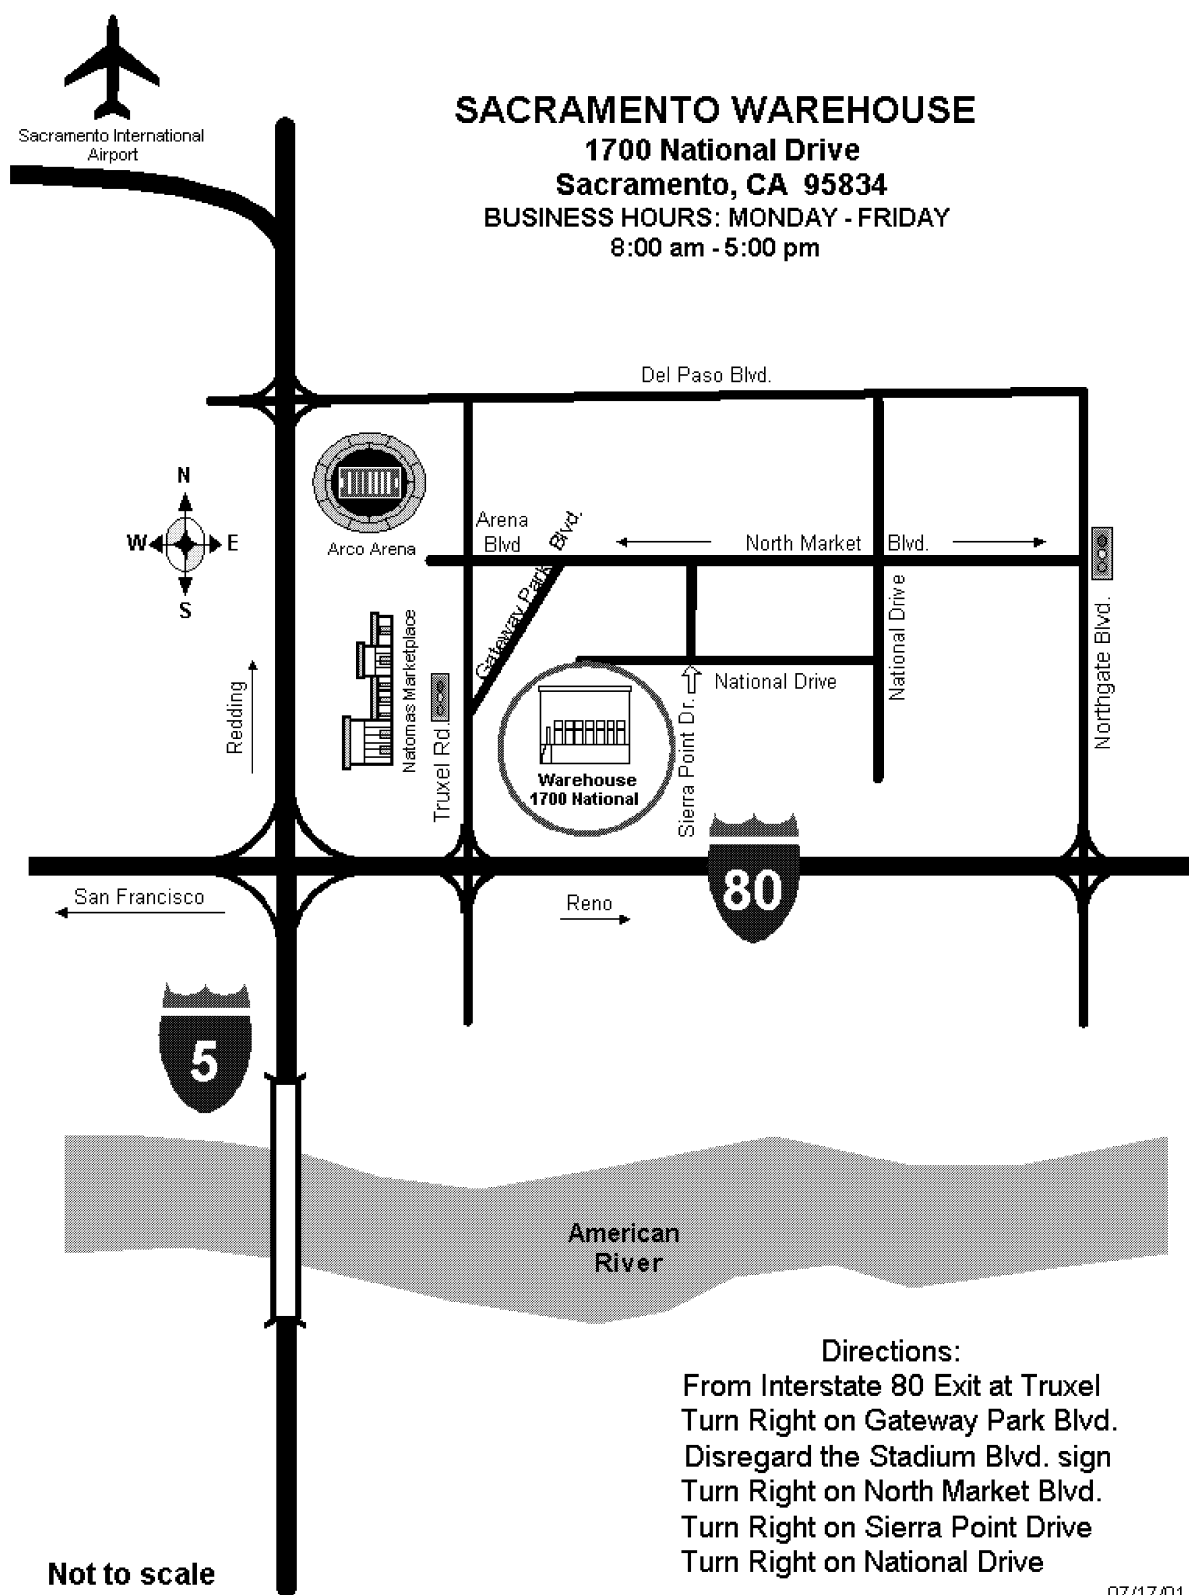 Sacramento International
Airport
SACRAMENTO WAREHOUSE
1700 National Drive
Sacramento, CA 95834
BUSINESS HOURS: MONDAY - FRIDAY
8:00 am - 5:00 pm
Del Paso Blvd.
N
W E
S
Arco Arena
Arena
Blvd
Gateway Park Blvd.
North Market Blvd.
National Drive
National Drive
Northgate Blvd.
Natomas Marketplace
Truxel Rd.
Redding
Sierra Point Dr.
Warehouse
1700 National
80
San Francisco
Reno
5
American
River
Directions:
From Interstate 80 Exit at Truxel
Turn Right on Gateway Park Blvd.
Disregard the Stadium Blvd. sign
Turn Right on North Market Blvd.
Turn Right on Sierra Point Drive
Turn Right on National Drive
Not to scale
07/17/01